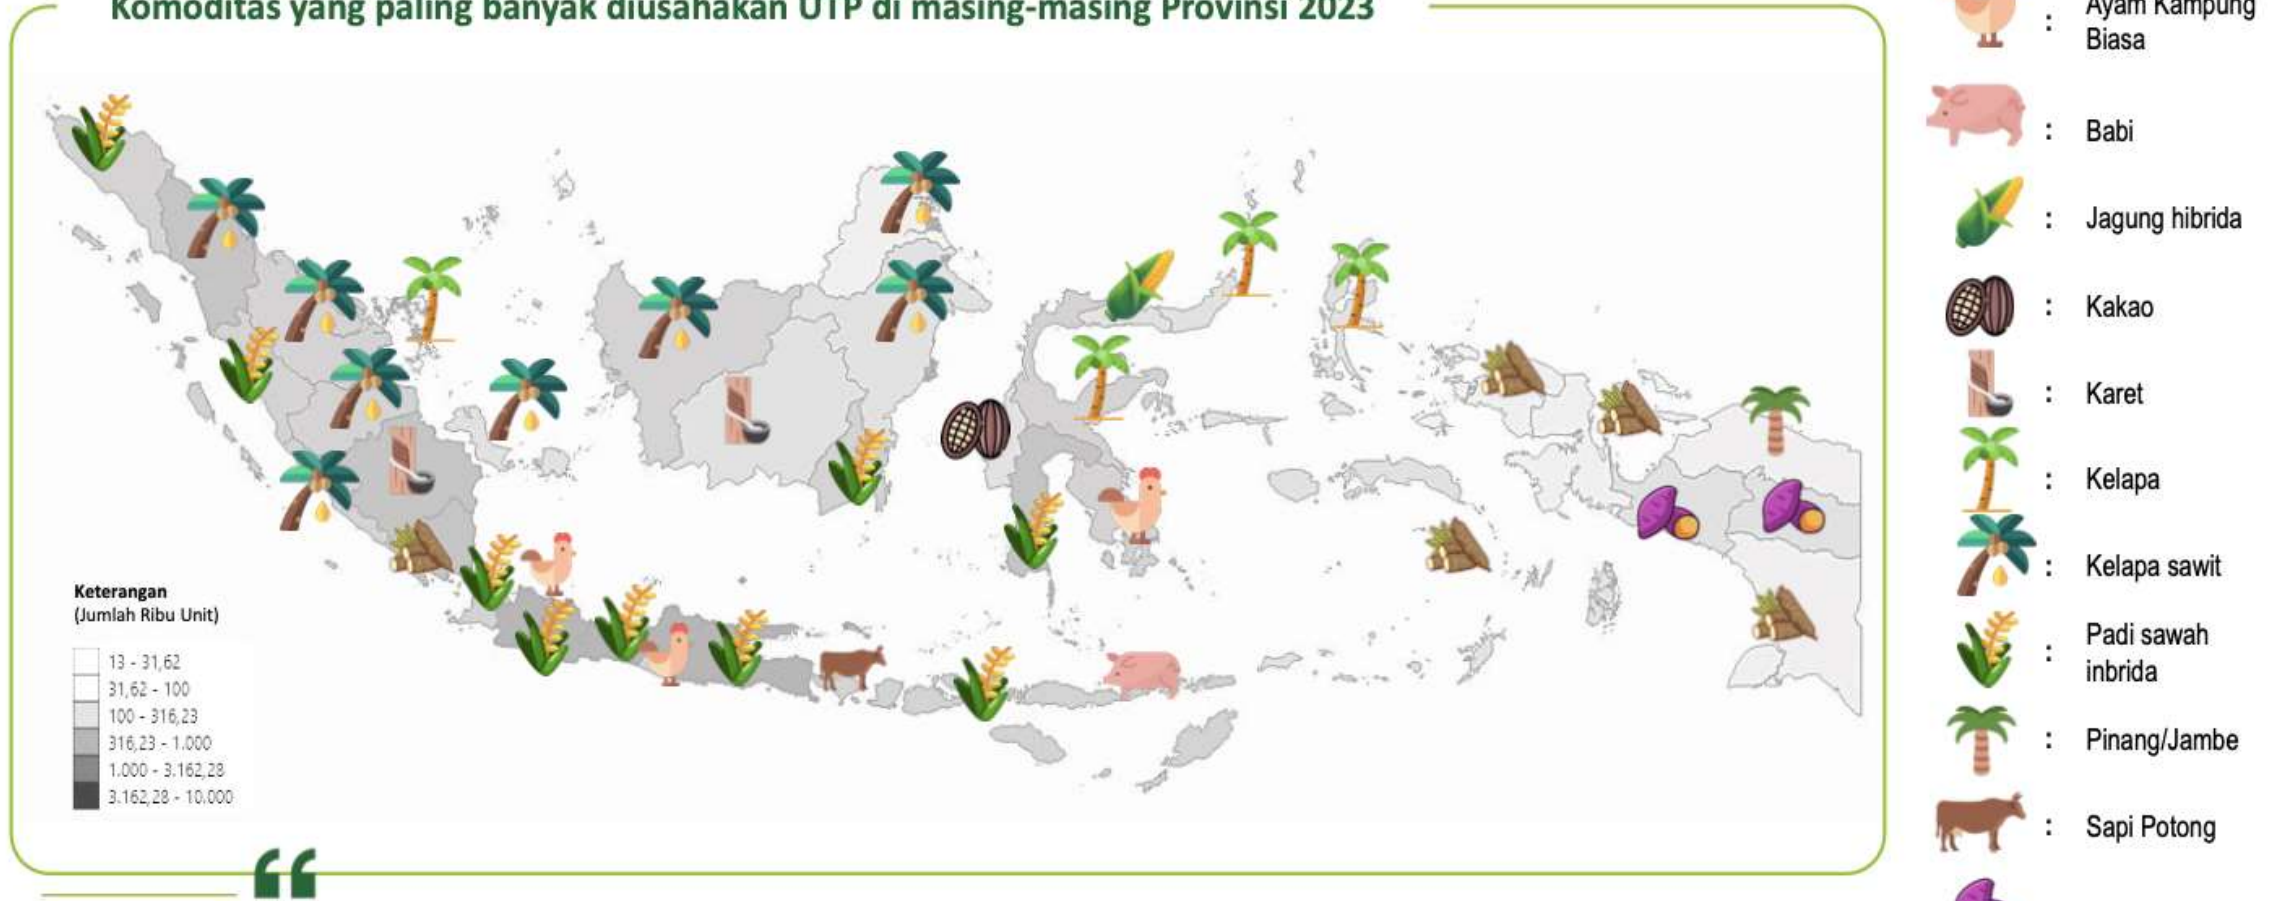 Komoditas yang paling banyak diusahakan UTP di masing-masing Provinsi 2023
Keterangan
(Jumlah Ribu Unit)
13 - 31,62
31,62 - 100
100 - 316,23
316,23 - 1.000
1.000 - 3.162,28
3.162,28 - 10.000
: Ayam Kampung
Biasa
: Babi
: Jagung hibrida
: Kakao
: Karet
: Kelapa
: Kelapa sawit
: Padi sawah
inbrida
: Pinang/Jambe
: Sapi Potong